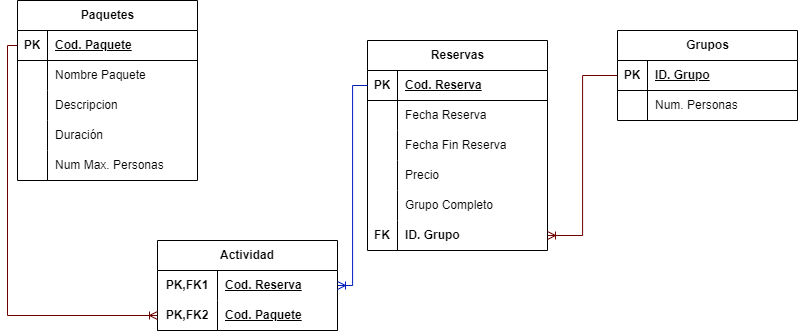 Paquetes
PK Cod. Paquete
Nombre Paquete
Descripcion
Duración
Num Max. Personas
Reservas
PK Cod. Reserva
Fecha Reserva
Fecha Fin Reserva
Precio
Grupo Completo
FK ID. Grupo
Grupos
PK ID. Grupo
Num. Personas
Actividad
PK,FK1 Cod. Reserva
PK,FK2 Cod. Paquete